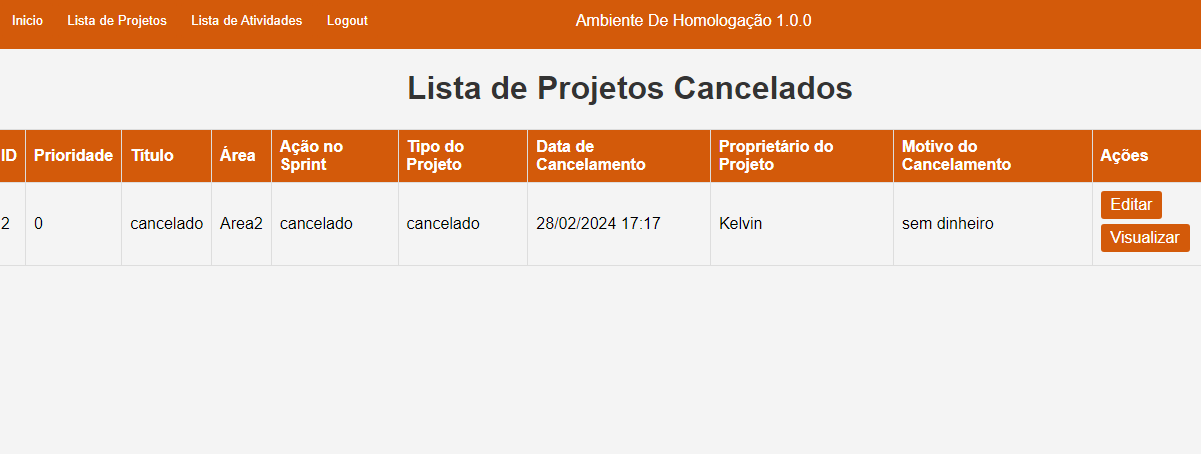 Inicio Lista de Projetos Lista de Atividades Logout Ambiente De Homologação 1.0.0
Lista de Projetos Cancelados
ID Prioridade Título Área Ação no Sprint Tipo do Projeto Data de Cancelamento Proprietário do Projeto Motivo do Cancelamento Ações
2 0 cancelado Area2 cancelado cancelado 28/02/2024 17:17 Kelvin sem dinheiro Editar
Visualizar